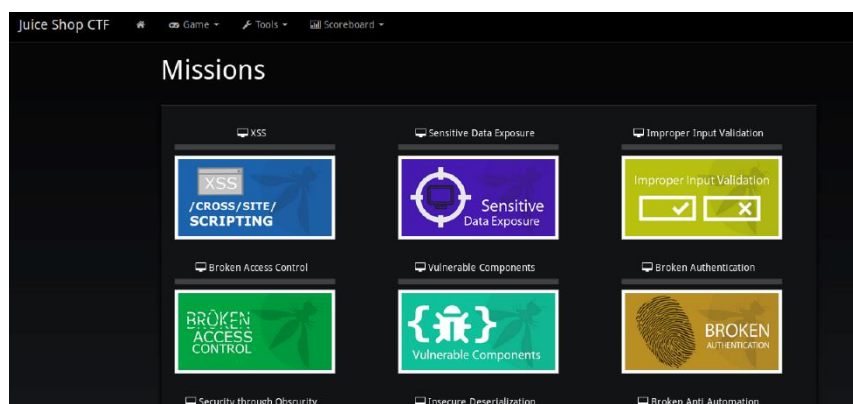 Juice Shop CTF Game Tools Scoreboard
Missions
XSS Sensitive Data Exposure Improper Input Validation
XSS
/CROSS/SITE/
SCRIPTING
Sensitive
Data Exposure
Improper Input Validation
Broken Access Control Vulnerable Components Broken Authentication
BROKEN
ACCESS
CONTROL
Vulnerable Components
BROKEN
AUTHENTICATION
Security through Obscurity Insecure Deserialization Broken Anti Automation